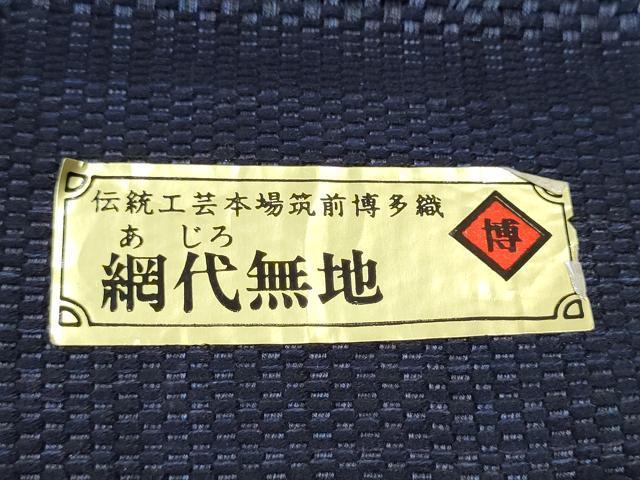 伝統工芸本場筑前博多織
博
あじろ
網代無地